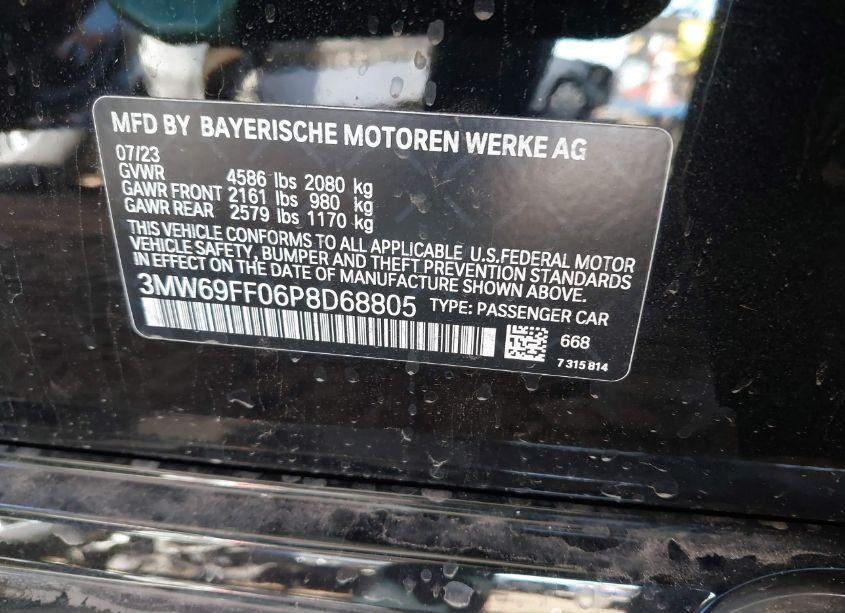 MFD BY BAYERISCHE MOTOREN WERKE AG
07/23
GVWR 4586 lbs 2080 kg
GAWR FRONT 2161 lbs 980 kg
GAWR REAR 2579 lbs 1170 kg
THIS VEHICLE CONFORMS TO ALL APPLICABLE U.S.FEDERAL MOTOR
VEHICLE SAFETY, BUMPER AND THEFT PREVENTION STANDARDS
IN EFFECT ON THE DATE OF MANUFACTURE SHOWN ABOVE.
3MW69FF06P8D68805 TYPE: PASSENGER CAR
668
7 315 814